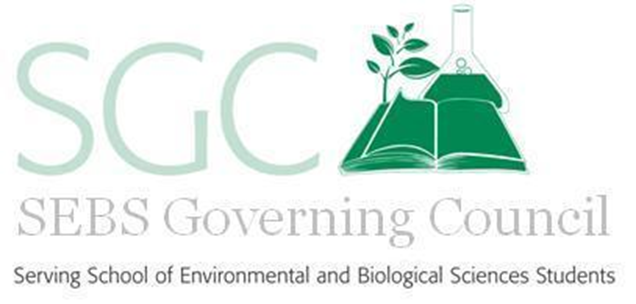 SGC
SEBS Governing Council
Serving School of Environmental and Biological Sciences Students